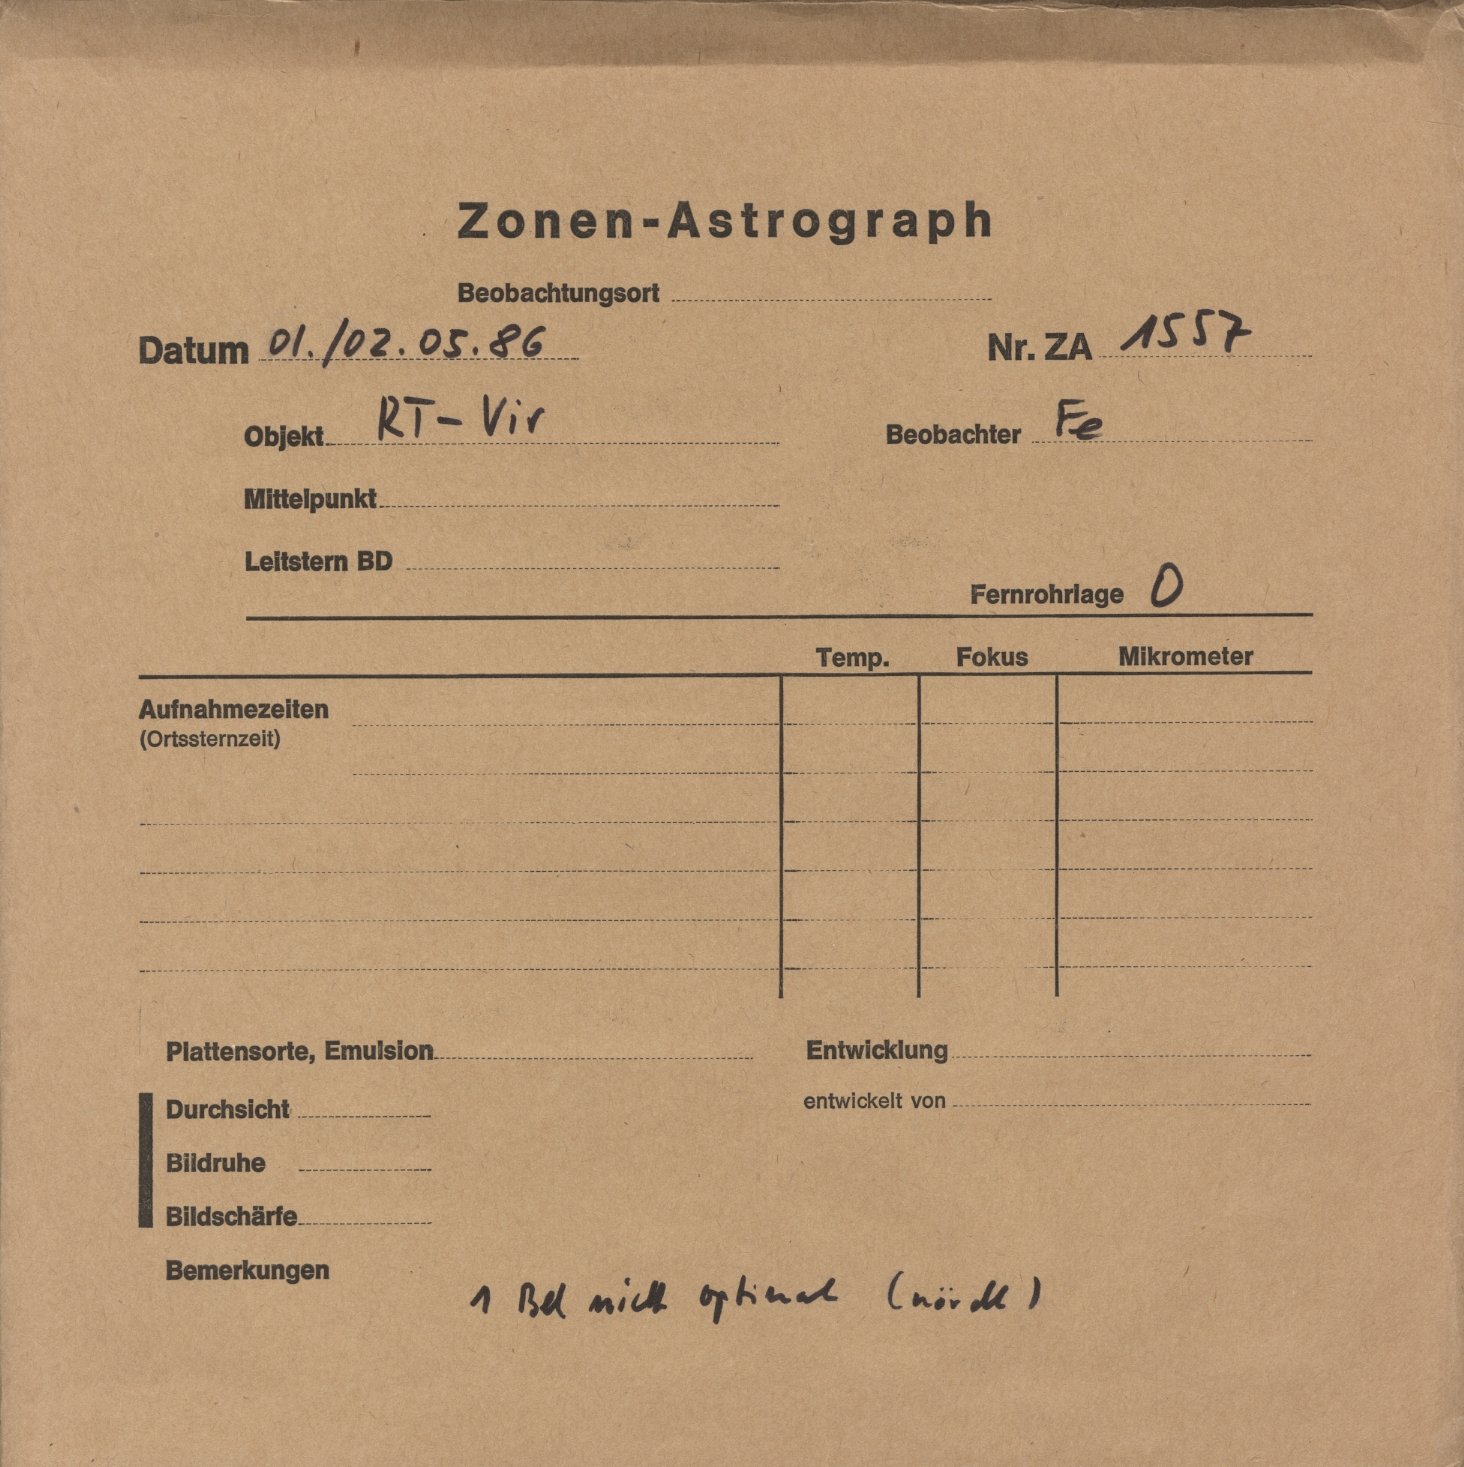 Zonen-Astrograph
Beobachtungsort
Datum 01./02.05.86 Nr. ZA 1557
Objekt RT-Vir Beobachter Fe
Mittelpunkt
Leitstern BD
Fernrohrlage O
Temp. Fokus Mikrometer
Aufnahmezeiten
(Ortssternzeit)
Plattensorte, Emulsion Entwicklung
Durchsicht entwickelt von
Bildruhe
Bildschärfe
Bemerkungen
1 Bel nicht optimal (nördl)